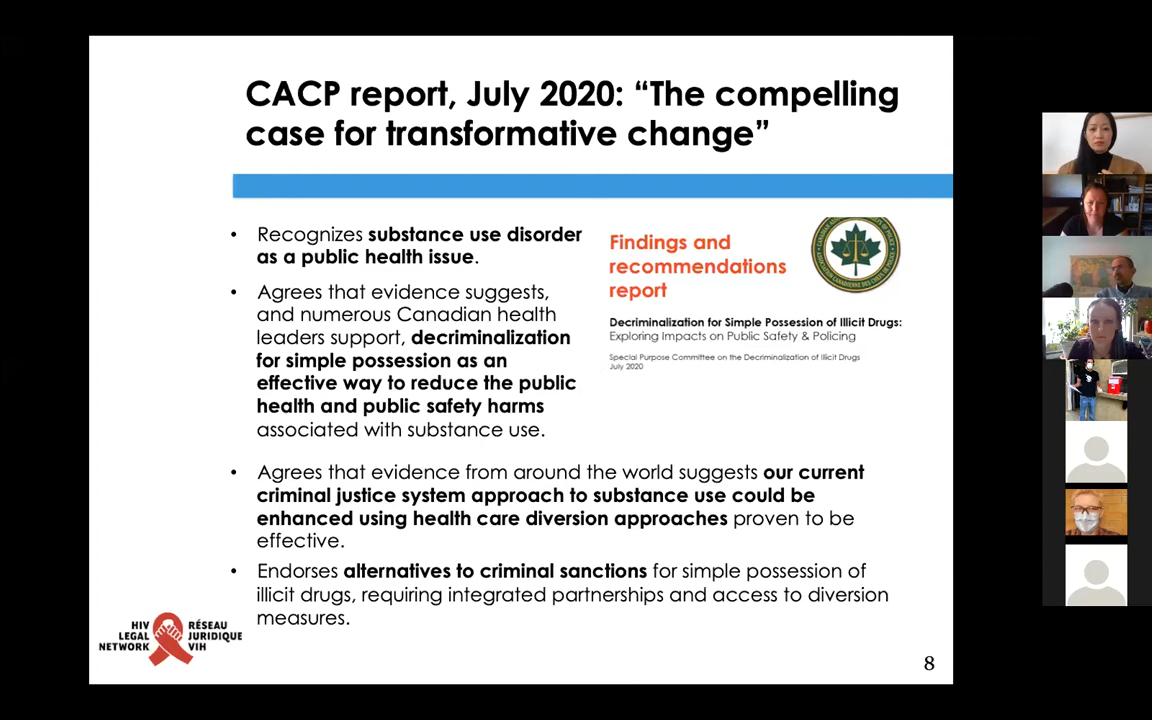 CACP report, July 2020: “The compelling
case for transformative change”
• Recognizes substance use disorder
as a public health issue.
• Agrees that evidence suggests,
and numerous Canadian health
leaders support, decriminalization
for simple possession as an
effective way to reduce the public
health and public safety harms
associated with substance use.
Findings and
recommendations
report
Decriminalization for Simple Possession of Illicit Drugs:
Exploring Impacts on Public Safety & Policing
Special Purpose Committee on the Decriminalization of Illicit Drugs
July 2020
• Agrees that evidence from around the world suggests our current
criminal justice system approach to substance use could be
enhanced using health care diversion approaches proven to be
effective.
• Endorses alternatives to criminal sanctions for simple possession of
illicit drugs, requiring integrated partnerships and access to diversion
measures.
HIV
LEGAL
NETWORK
RÉSEAU
JURIDIQUE
VIH
8